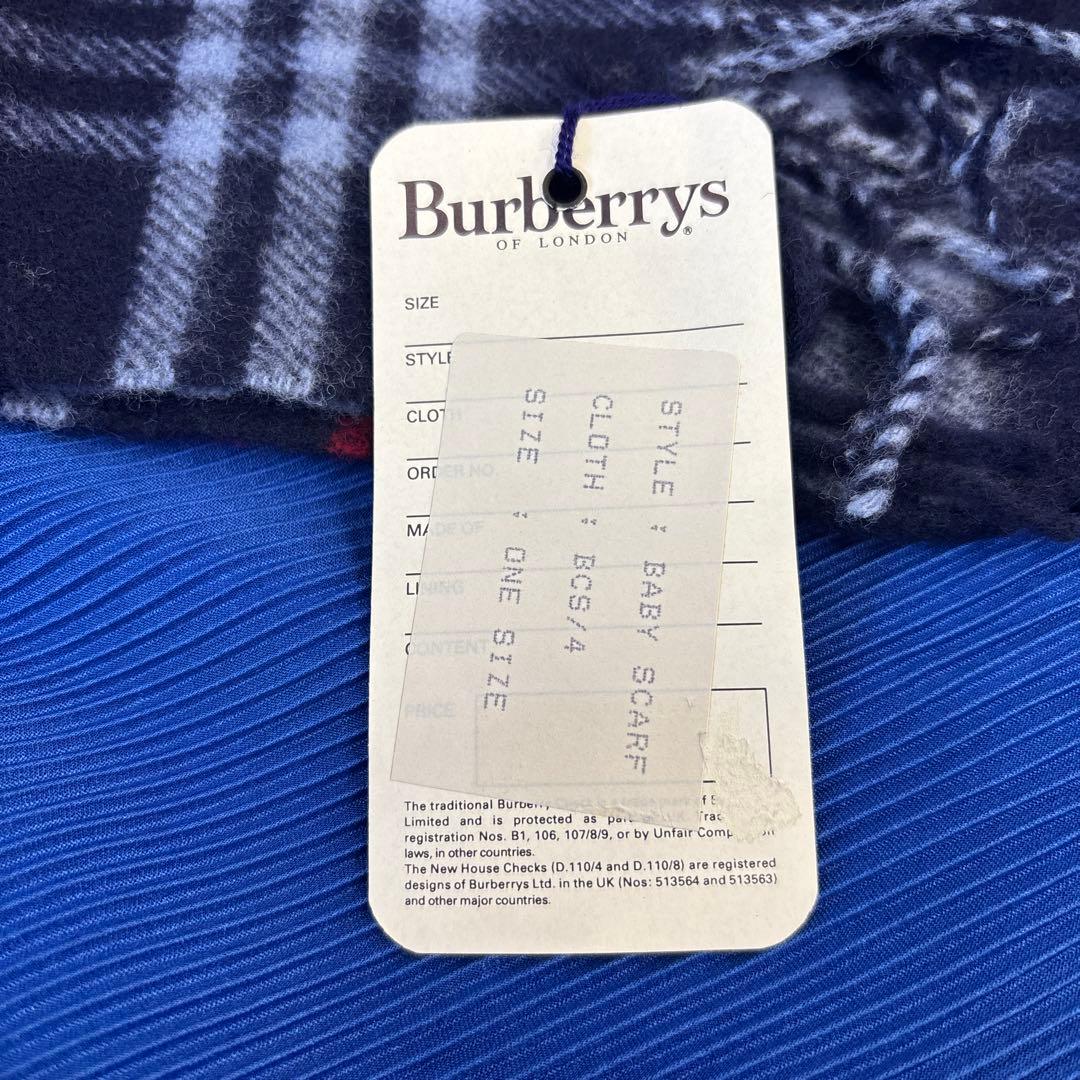 Burberrys®
OF LONDON
SIZE
STYLE
CLOTH
ORDER NO.
MADE OF
LINING
CONTENT
PRICE
STYLE : BABY SCARF
CLOTH : BCS/4
SIZE : ONE SIZE
The traditional Burberry
Limited and is protected as
registration Nos. B1, 106, 107/8/9, or by Unfair
laws, in other countries.
The New House Checks (D.110/4 and D.110/8) are registered
designs of Burberrys Ltd. in the UK (Nos: 513564 and 513563)
and other major countries.